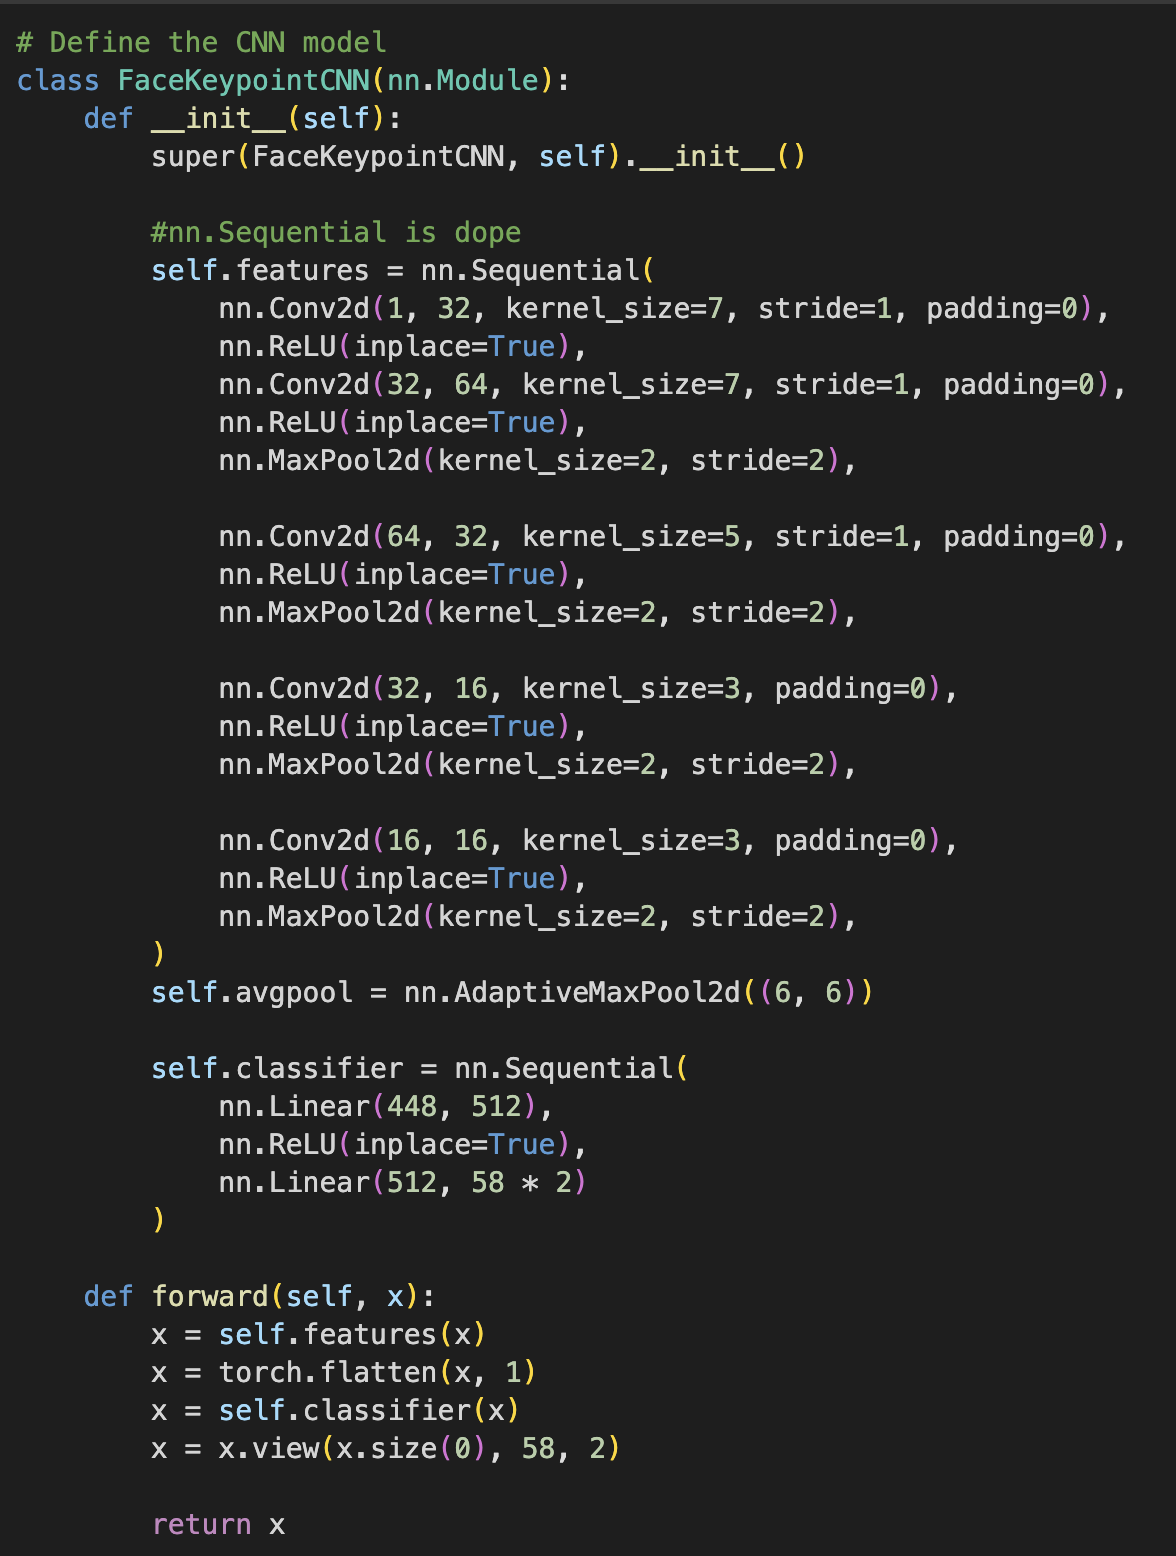 # Define the CNN model
class FaceKeypointCNN(nn.Module):
    def __init__(self):
        super(FaceKeypointCNN, self).__init__()

        #nn.Sequential is dope
        self.features = nn.Sequential(
            nn.Conv2d(1, 32, kernel_size=7, stride=1, padding=0),
            nn.ReLU(inplace=True),
            nn.Conv2d(32, 64, kernel_size=7, stride=1, padding=0),
            nn.ReLU(inplace=True),
            nn.MaxPool2d(kernel_size=2, stride=2),

            nn.Conv2d(64, 32, kernel_size=5, stride=1, padding=0),
            nn.ReLU(inplace=True),
            nn.MaxPool2d(kernel_size=2, stride=2),

            nn.Conv2d(32, 16, kernel_size=3, padding=0),
            nn.ReLU(inplace=True),
            nn.MaxPool2d(kernel_size=2, stride=2),

            nn.Conv2d(16, 16, kernel_size=3, padding=0),
            nn.ReLU(inplace=True),
            nn.MaxPool2d(kernel_size=2, stride=2),
        )
        self.avgpool = nn.AdaptiveMaxPool2d((6, 6))

        self.classifier = nn.Sequential(
            nn.Linear(448, 512),
            nn.ReLU(inplace=True),
            nn.Linear(512, 58 * 2)
        )

    def forward(self, x):
        x = self.features(x)
        x = torch.flatten(x, 1)
        x = self.classifier(x)
        x = x.view(x.size(0), 58, 2)

        return x